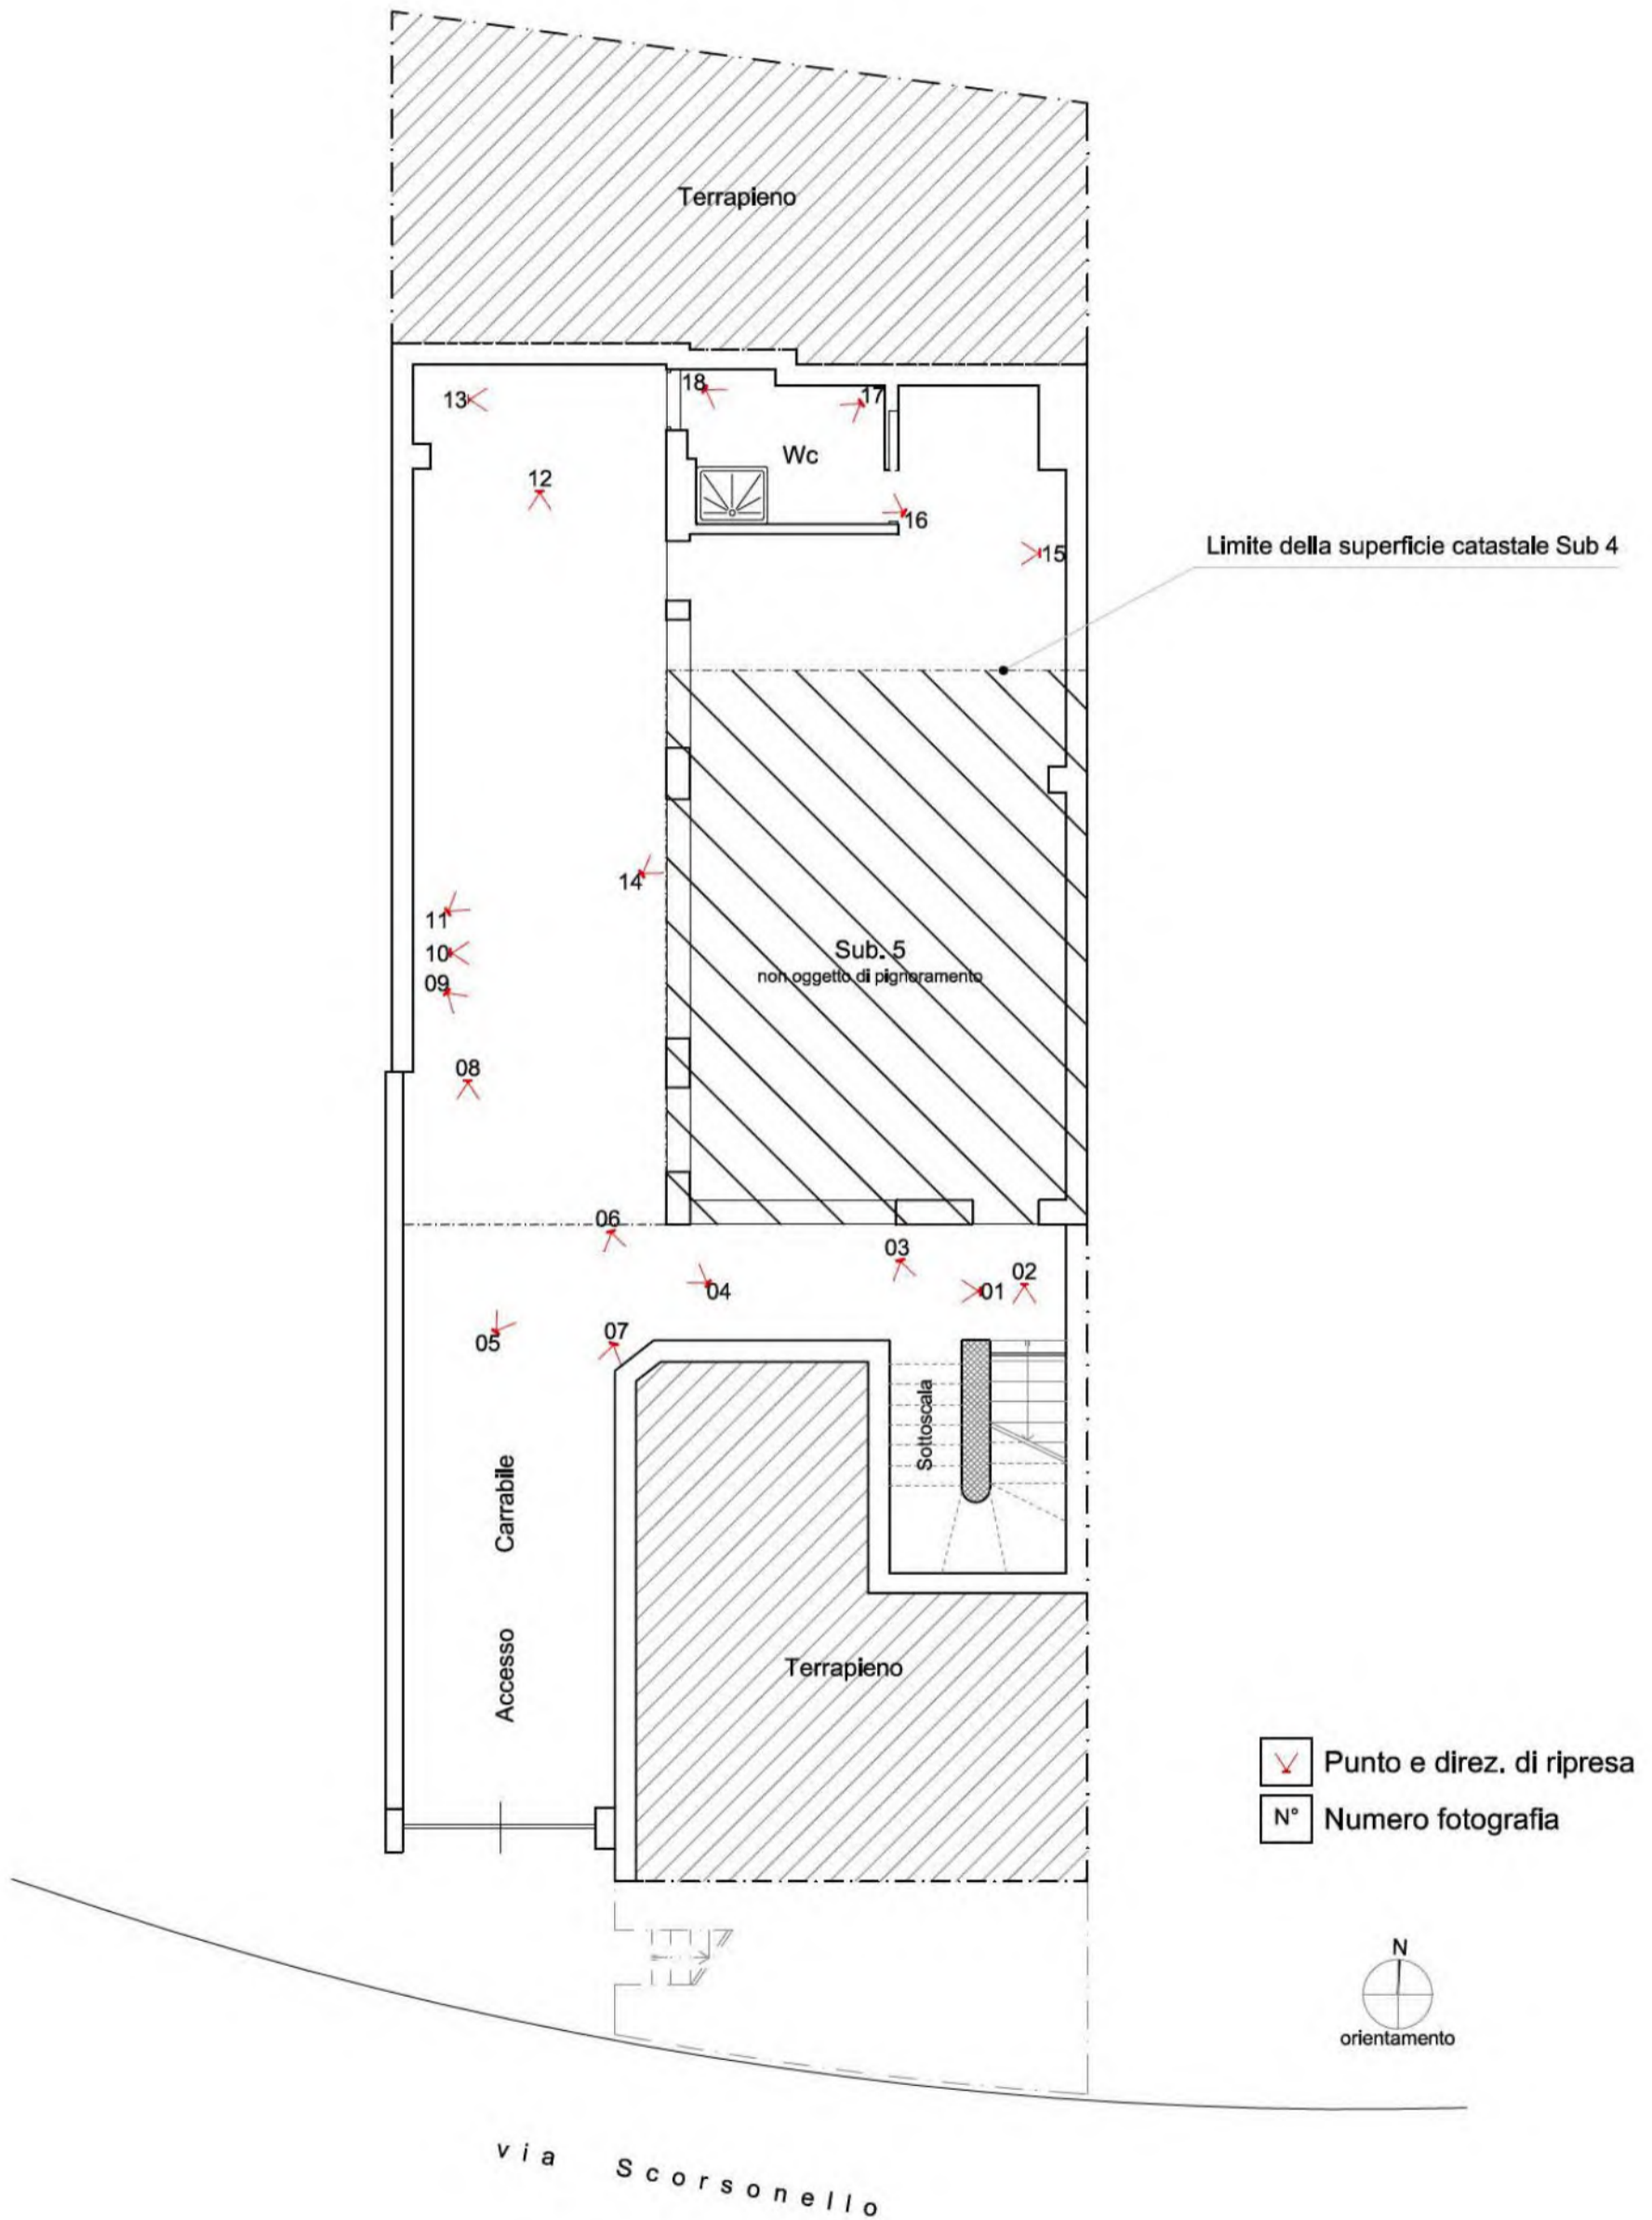 Terrapieno
18
13
17
Wc
12
16
15
Limite della superficie catastale Sub 4
14
11
10
09
Sub. 5
non oggetto di pignoramento
08
06
03
02
04
01
05
07
Sottoscala
Accesso Carrabile
Terrapieno
Punto e direz. di ripresa
N° Numero fotografia
N
orientamento
via Scorsonello